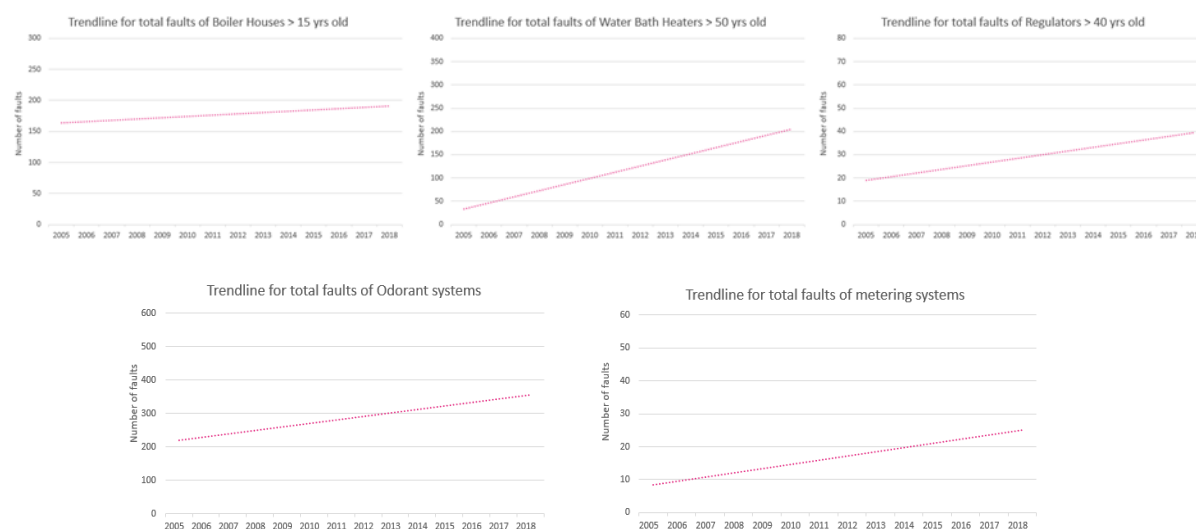 Trendline for total faults of Boiler Houses > 15 yrs old
300
250
200
150
100
50
0
Number of faults
2005 2006 2007 2008 2009 2010 2011 2012 2013 2014 2015 2016 2017 2018
Trendline for total faults of Water Bath Heaters > 50 yrs old
400
350
300
250
200
150
100
50
0
Number of faults
2005 2006 2007 2008 2009 2010 2011 2012 2013 2014 2015 2016 2017 2018
Trendline for total faults of Regulators > 40 yrs old
80
70
60
50
40
30
20
10
0
Number of faults
2005 2006 2007 2008 2009 2010 2011 2012 2013 2014 2015 2016 2017
Trendline for total faults of Odorant systems
600
500
400
300
200
100
0
Number of faults
2005 2006 2007 2008 2009 2010 2011 2012 2013 2014 2015 2016 2017 2018
Trendline for total faults of metering systems
60
50
40
30
20
10
0
Number of faults
2005 2006 2007 2008 2009 2010 2011 2012 2013 2014 2015 2016 2017 2018